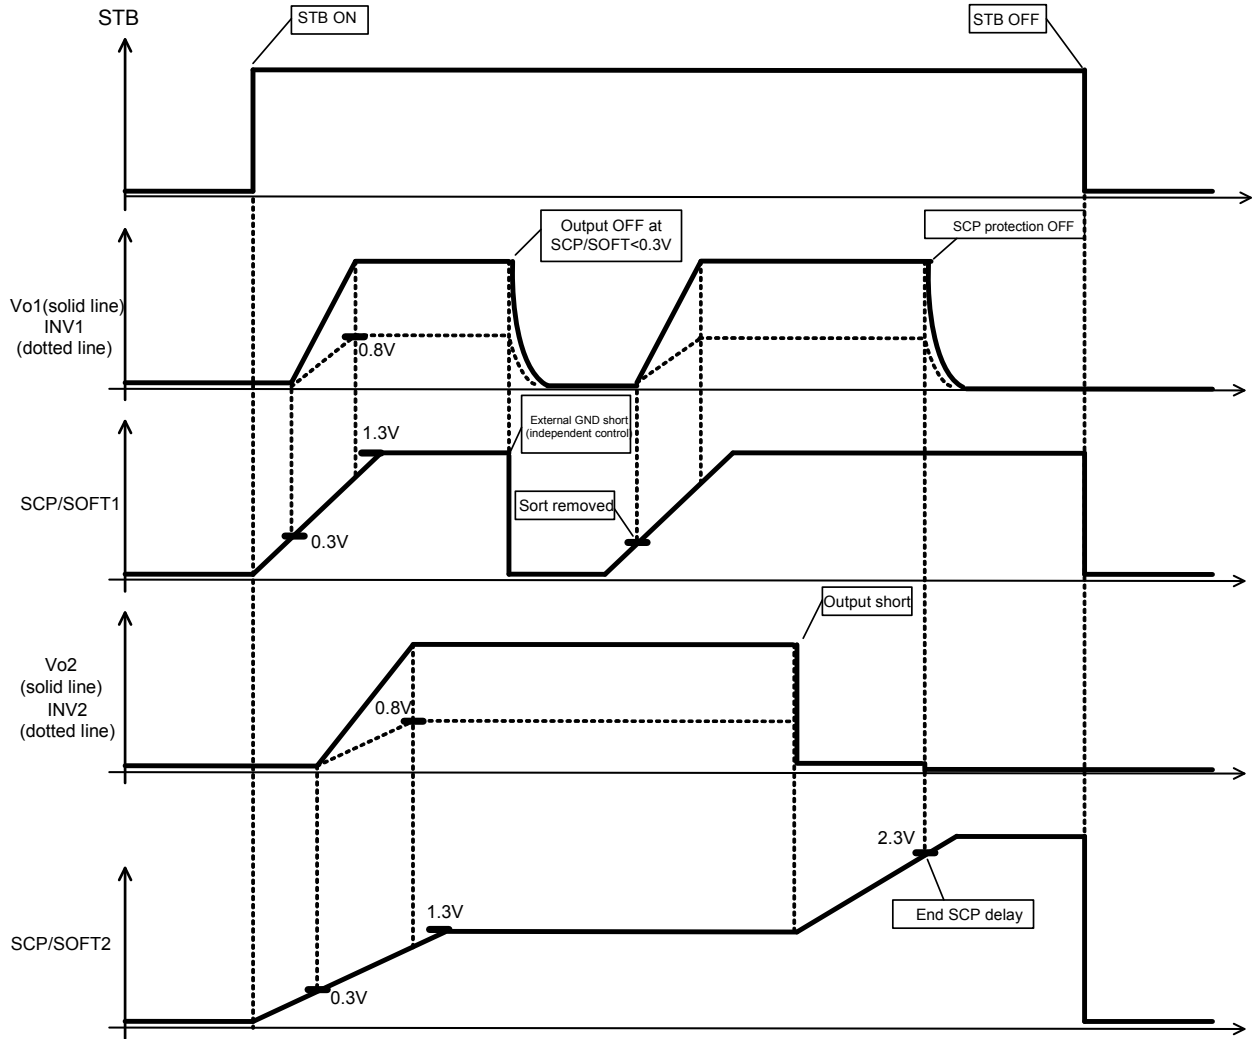 STB
STB ON
STB OFF
Output OFF at
SCP/SOFT<0.3V
SCP protection OFF
Vo1(solid line)
INV1
(dotted line)
0.8V
External GND short
(independent control)
1.3V
SCP/SOFT1
Sort removed
0.3V
Output short
Vo2
(solid line)
INV2
(dotted line)
0.8V
2.3V
End SCP delay
1.3V
SCP/SOFT2
0.3V